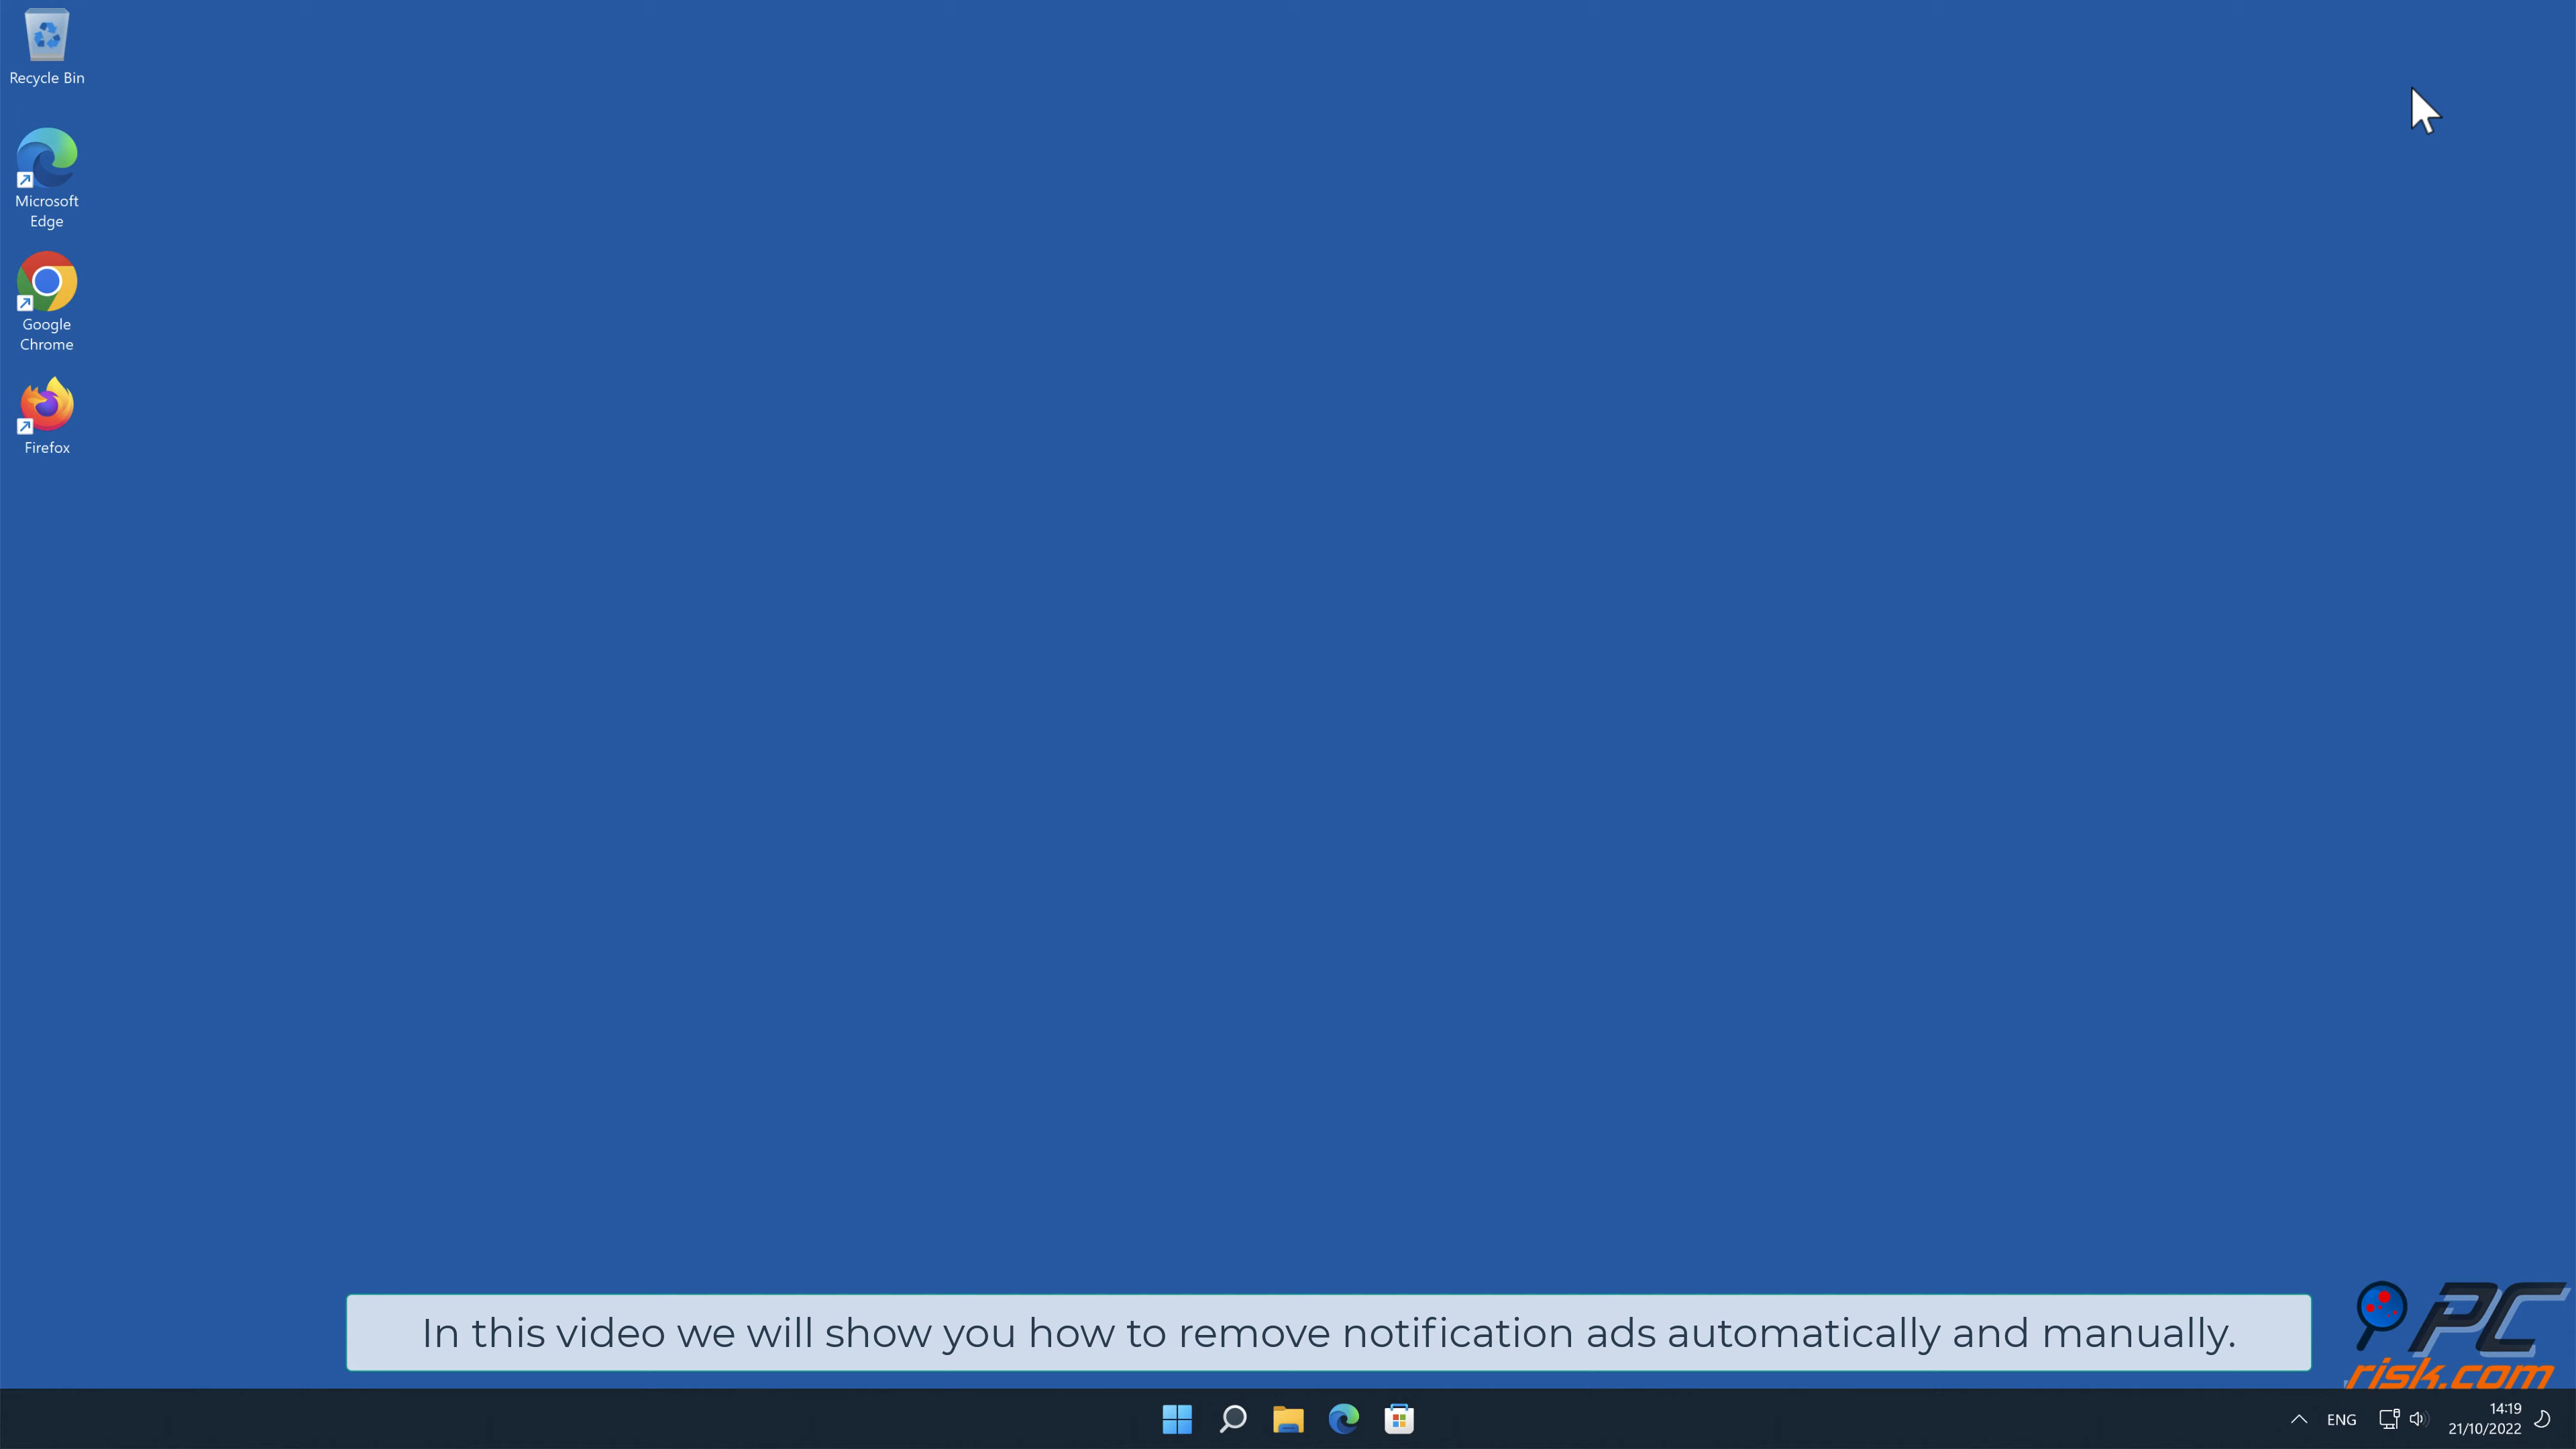 Recycle Bin
Microsoft
Edge
Google
Chrome
Firefox
In this video we will show you how to remove notification ads automatically and manually.
PC
risk.com
ENG
14:19
21/10/2022